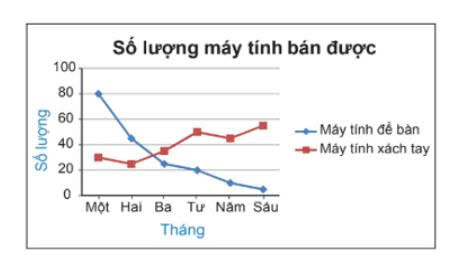 Số lượng máy tính bán được
Số lượng
100
80
60
40
20
0
Một Hai Ba Tư Năm Sáu
Tháng
Máy tính để bàn
Máy tính xách tay